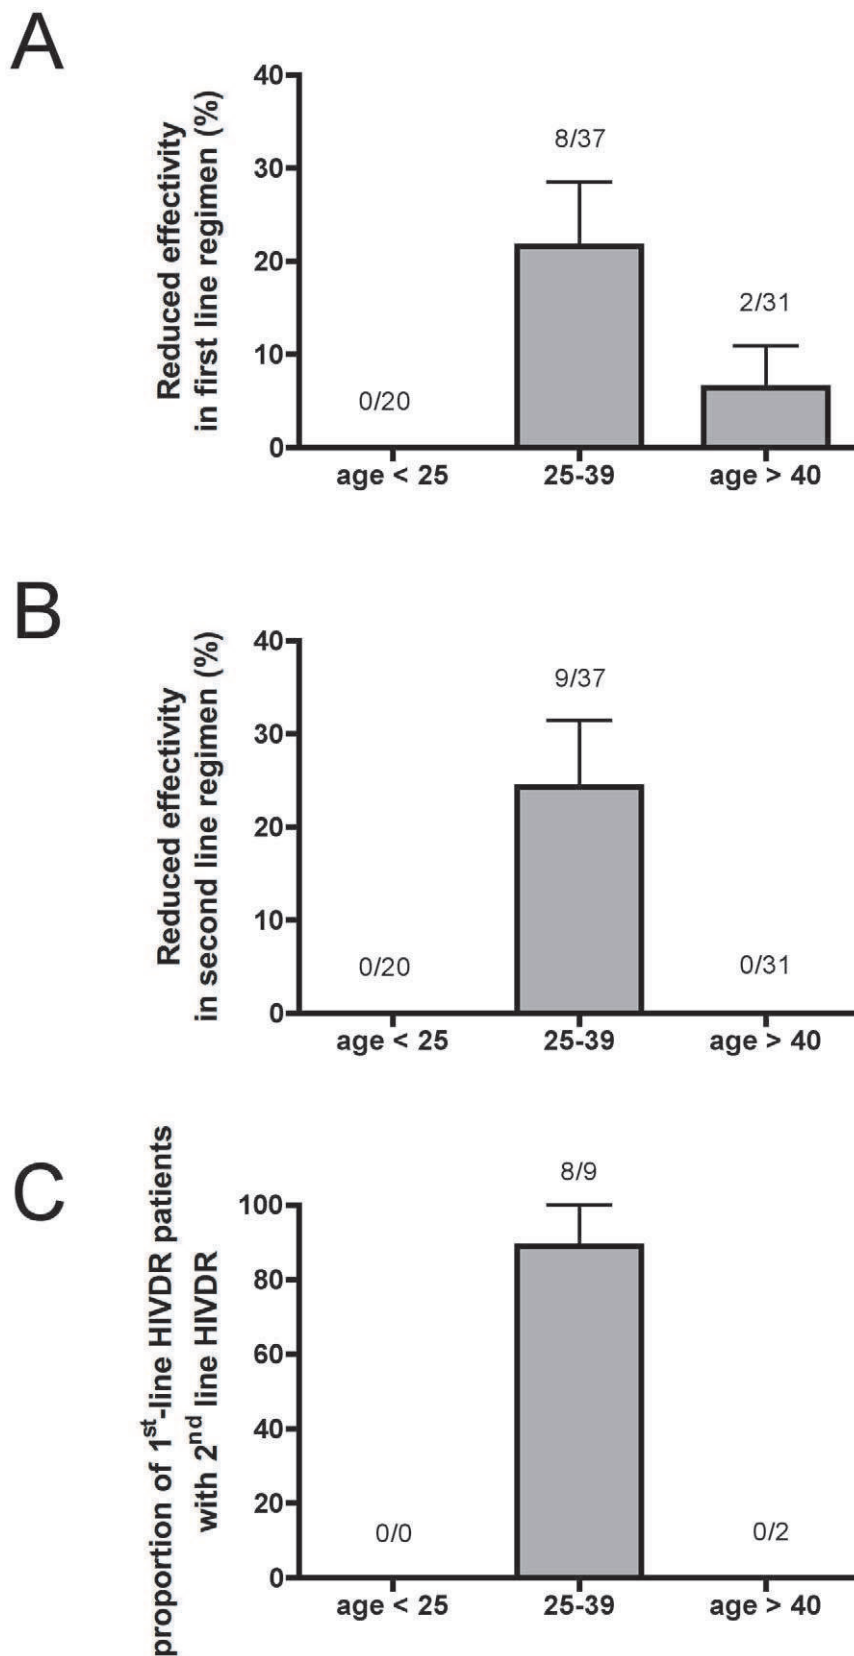 A
Reduced effectivity
in first line regimen (%)
40
30
20
10
0
0/20
8/37
2/31
age < 25
25-39
age > 40
B
Reduced effectivity
in second line regimen (%)
40
30
20
10
0
0/20
9/37
0/31
age < 25
25-39
age > 40
C
proportion of 1st-line HIVDR patients
with 2nd line HIVDR
100
80
60
40
20
0
0/0
8/9
0/2
age < 25
25-39
age > 40